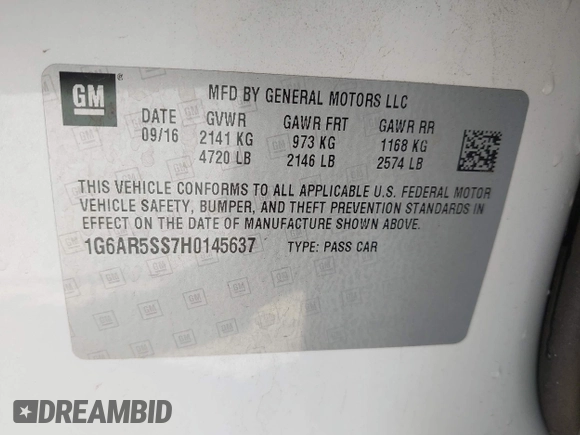 GM ®
MFD BY GENERAL MOTORS LLC
DATE GVWR GAWR FRT GAWR RR
09/16 2141 KG 973 KG 1168 KG
4720 LB 2146 LB 2574 LB
THIS VEHICLE CONFORMS TO ALL APPLICABLE U.S. FEDERAL MOTOR
VEHICLE SAFETY, BUMPER, AND THEFT PREVENTION STANDARDS IN
EFFECT ON THE DATE OF MANUFACTURE SHOWN ABOVE.
1G6AR5SS7H0145637 TYPE: PASS CAR
DREAMBID